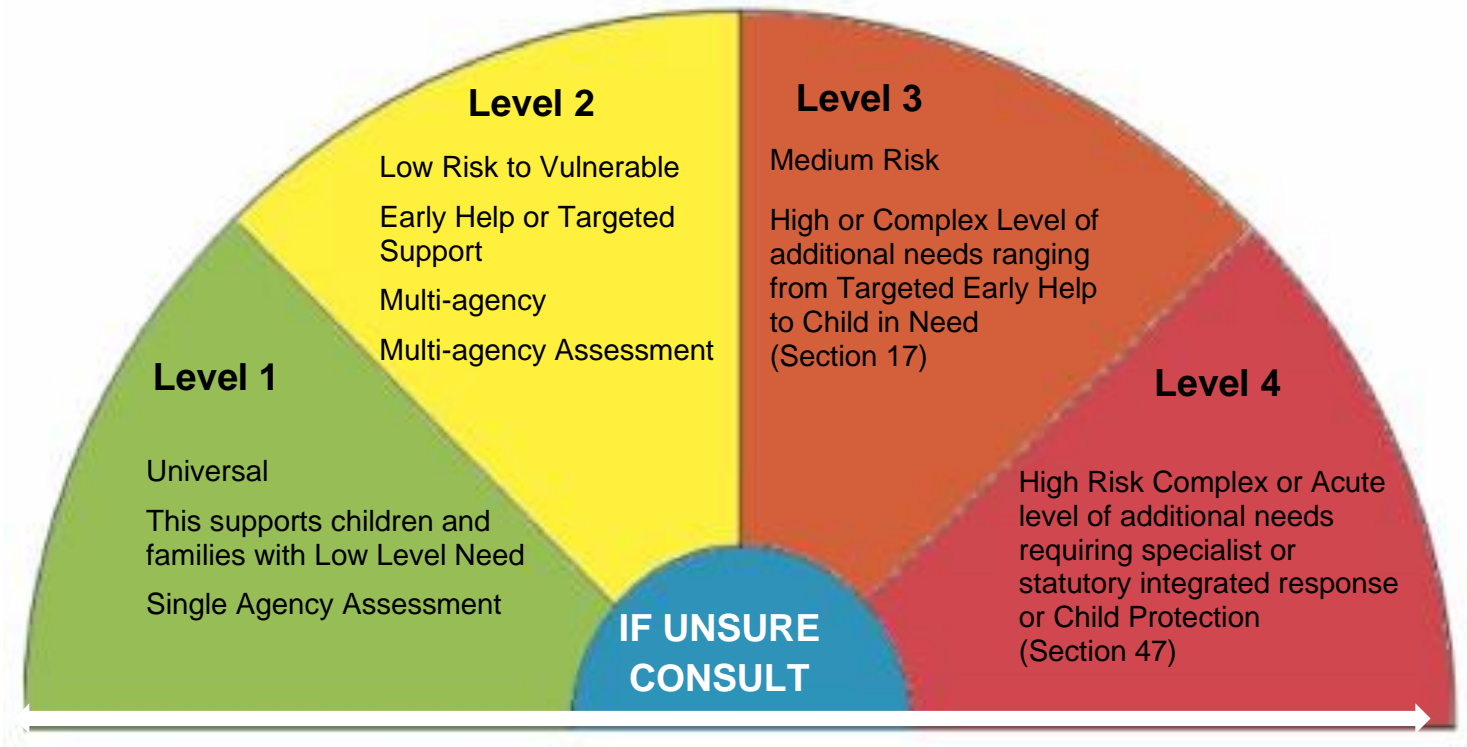 Level 1
Universal
This supports children and
families with Low Level Need
Single Agency Assessment
Level 2
Low Risk to Vulnerable
Early Help or Targeted
Support
Multi-agency
Multi-agency Assessment
Level 3
Medium Risk
High or Complex Level of
additional needs ranging
from Targeted Early Help
to Child in Need
(Section 17)
Level 4
High Risk Complex or Acute
level of additional needs
requiring specialist or
statutory integrated response
or Child Protection
(Section 47)
IF UNSURE
CONSULT